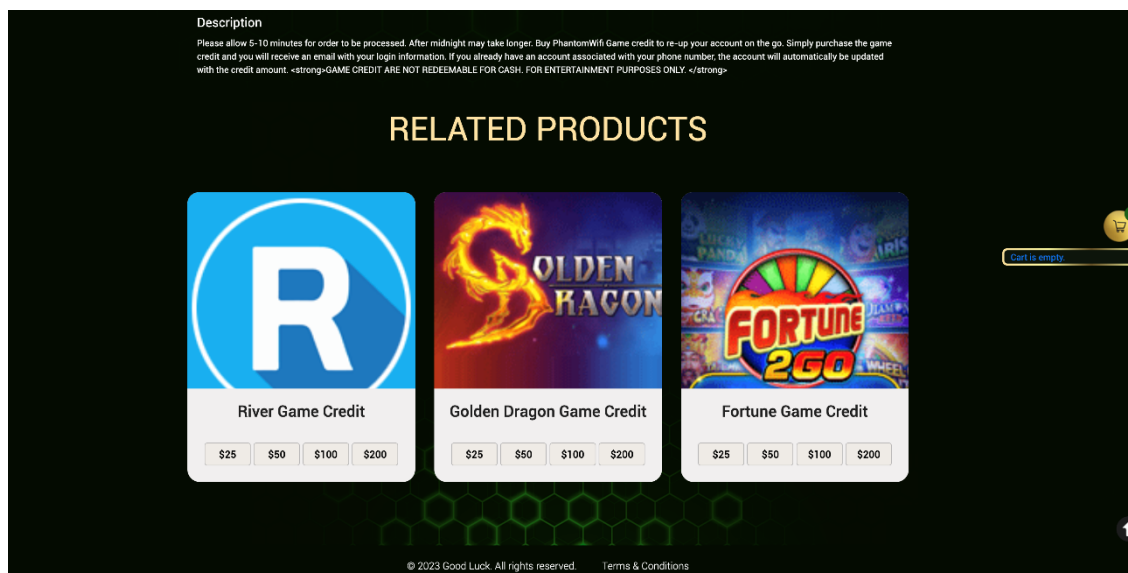 Description
Please allow 5-10 minutes for order to be processed. After midnight may take longer. Buy PhantomWifi Game credit to re-up your account on the go. Simply purchase the game
credit and you will receive an email with your login information. If you already have an account associated with your phone number, the account will automatically be updated
with the credit amount. <strong>GAME CREDIT ARE NOT REDEEMABLE FOR CASH. FOR ENTERTAINMENT PURPOSES ONLY. </strong>
RELATED PRODUCTS
R
GOLDEN
DRAGON
LUCKY
PANDA
IRIS
FORTUNE
2GO
WHEEL
Cart is empty.
River Game Credit
Golden Dragon Game Credit
Fortune Game Credit
$25 $50 $100 $200
$25 $50 $100 $200
$25 $50 $100 $200
© 2023 Good Luck. All rights reserved. Terms & Conditions